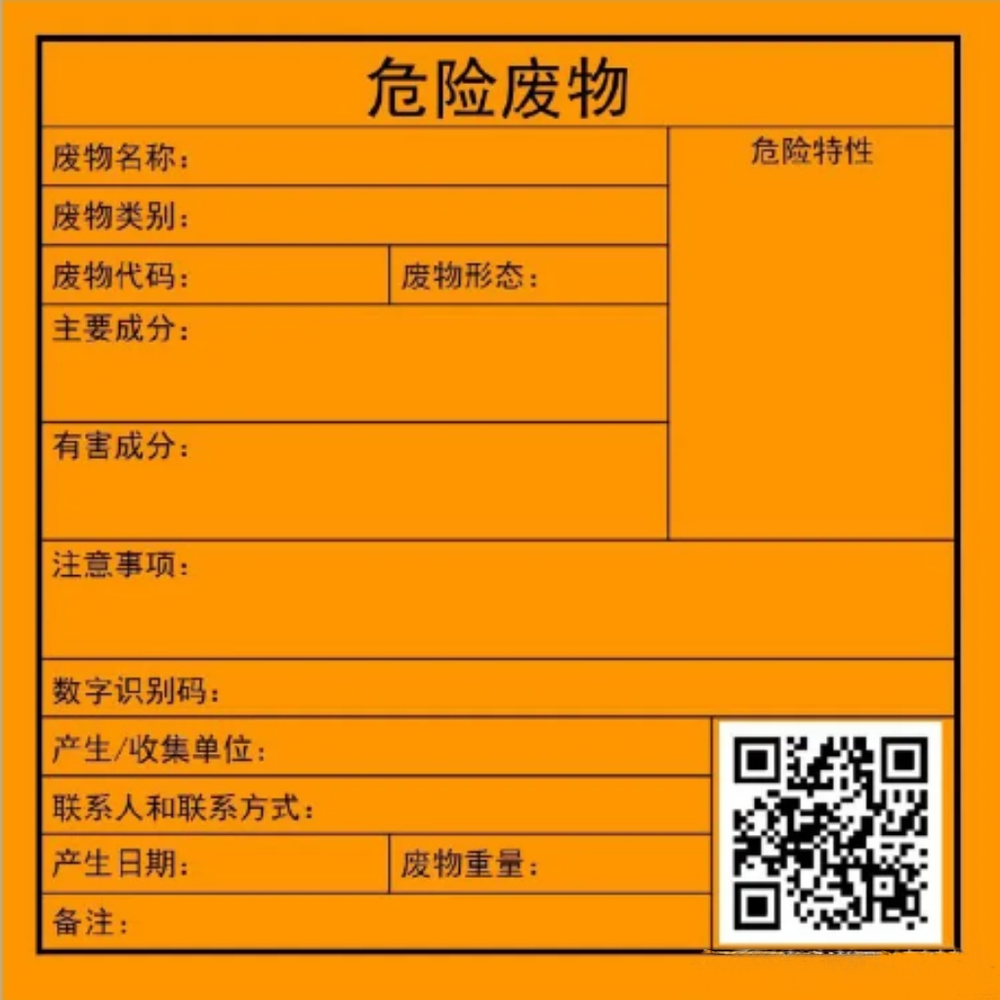 危险废物
废物名称：
危险特性
废物类别：
废物代码：
废物形态：
主要成分：
有害成分：
注意事项：
数字识别码：
产生/收集单位：
联系人和联系方式：
产生日期：
废物重量：
备注：